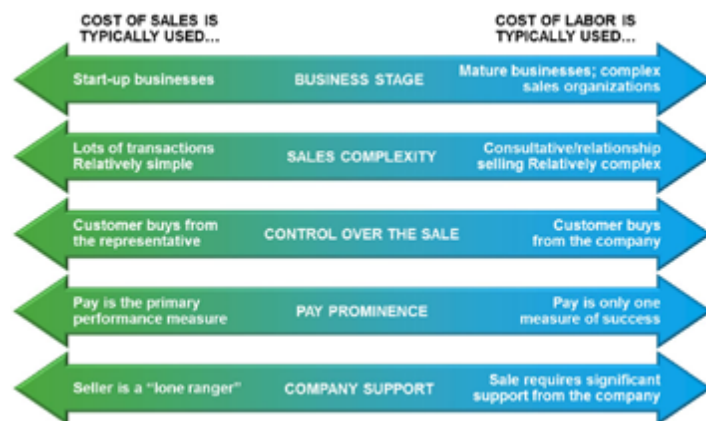 COST OF SALES IS
TYPICALLY USED...
COST OF LABOR IS
TYPICALLY USED...
Start-up businesses
BUSINESS STAGE
Mature businesses; complex
sales organizations
Lots of transactions
Relatively simple
SALES COMPLEXITY
Consultative/relationship
selling Relatively complex
Customer buys from
the representative
CONTROL OVER THE SALE
Customer buys
from the company
Pay is the primary
performance measure
PAY PROMINENCE
Pay is only one
measure of success
Seller is a “lone ranger”
COMPANY SUPPORT
Sale requires significant
support from the company